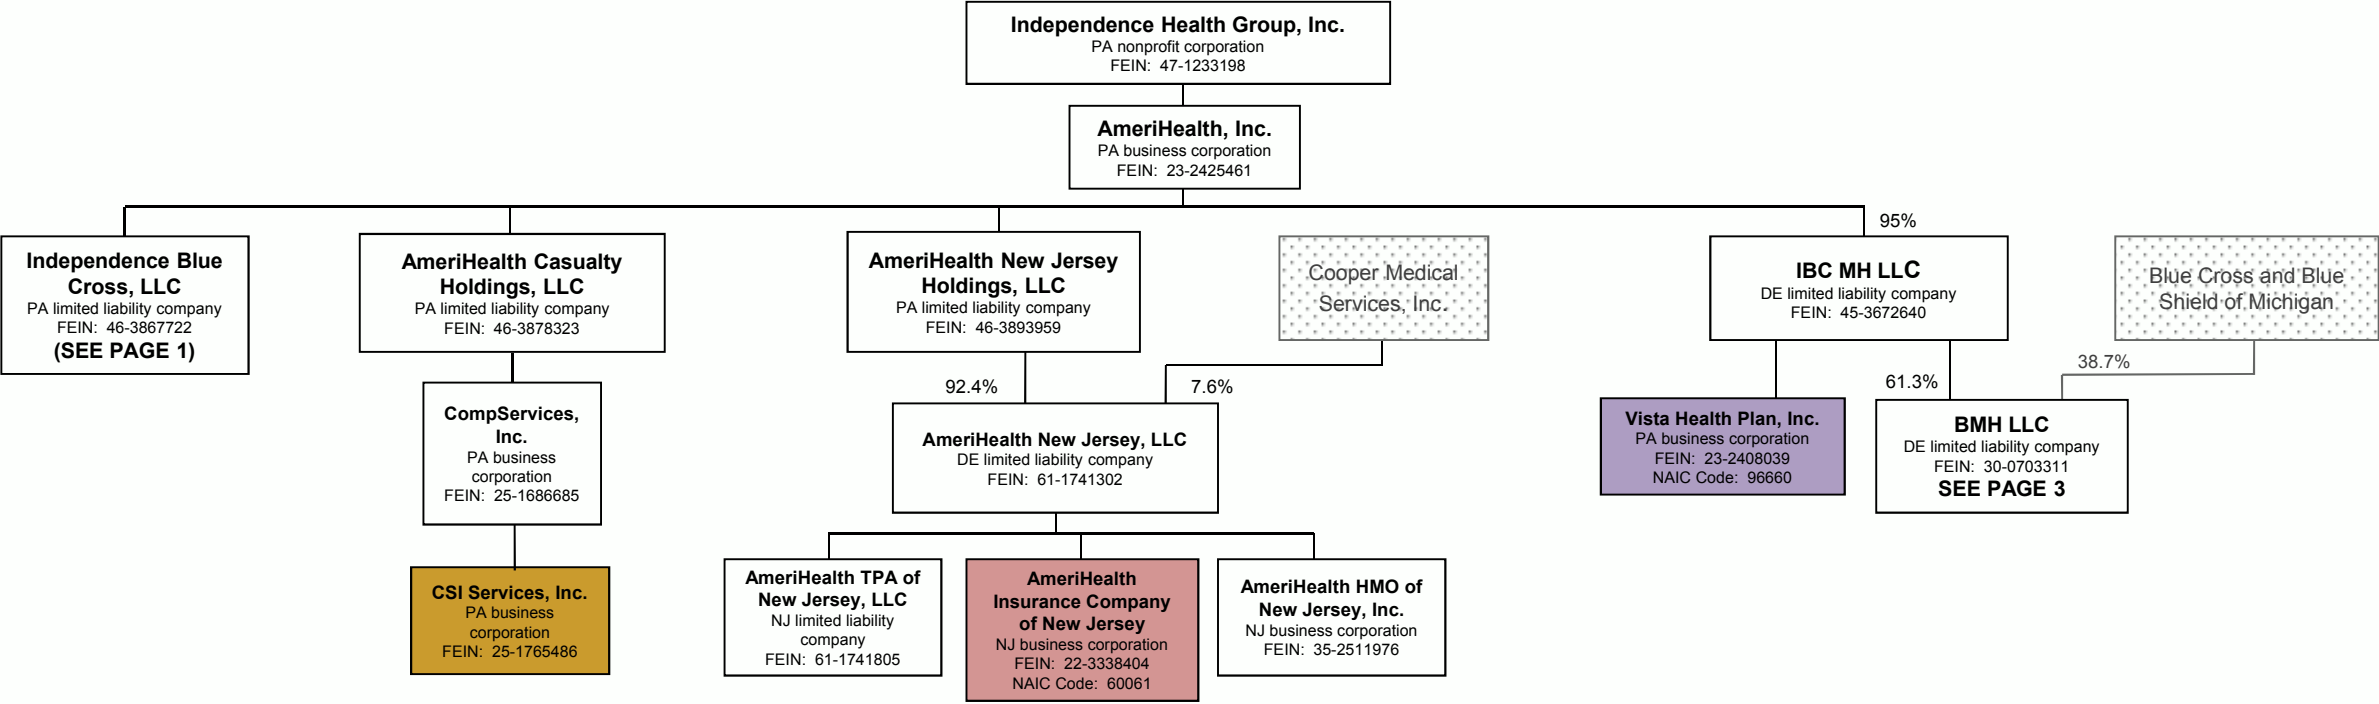 Independence Health Group, Inc.
PA nonprofit corporation
FEIN: 47-1233198
AmeriHealth, Inc.
PA business corporation
FEIN: 23-2425461
95%
Independence Blue
Cross, LLC
PA limited liability company
FEIN: 46-3867722
(SEE PAGE 1)
AmeriHealth Casualty
Holdings, LLC
PA limited liability company
FEIN: 46-3878323
AmeriHealth New Jersey
Holdings, LLC
PA limited liability company
FEIN: 46-3893959
Cooper Medical
Services, Inc.
IBC MH LLC
DE limited liability company
FEIN: 45-3672640
Blue Cross and Blue
Shield of Michigan
92.4%
7.6%
61.3%
38.7%
CompServices,
Inc.
PA business
corporation
FEIN: 25-1686685
AmeriHealth New Jersey, LLC
DE limited liability company
FEIN: 61-1741302
Vista Health Plan, Inc.
PA business corporation
FEIN: 23-2408039
NAIC Code: 96660
BMH LLC
DE limited liability company
FEIN: 30-0703311
SEE PAGE 3
CSI Services, Inc.
PA business
corporation
FEIN: 25-1765486
AmeriHealth TPA of
New Jersey, LLC
NJ limited liability
company
FEIN: 61-1741805
AmeriHealth
Insurance Company
of New Jersey
NJ business corporation
FEIN: 22-3338404
NAIC Code: 60061
AmeriHealth HMO of
New Jersey, Inc.
NJ business corporation
FEIN: 35-2511976